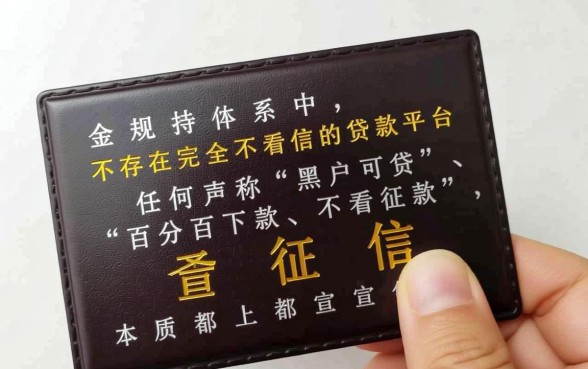 金规持体系中，
不存在完全不看信的贷款平台
任何声称“黑户可贷”、
“百分百下款、不看征款”，
征信
本质都上都宣宣